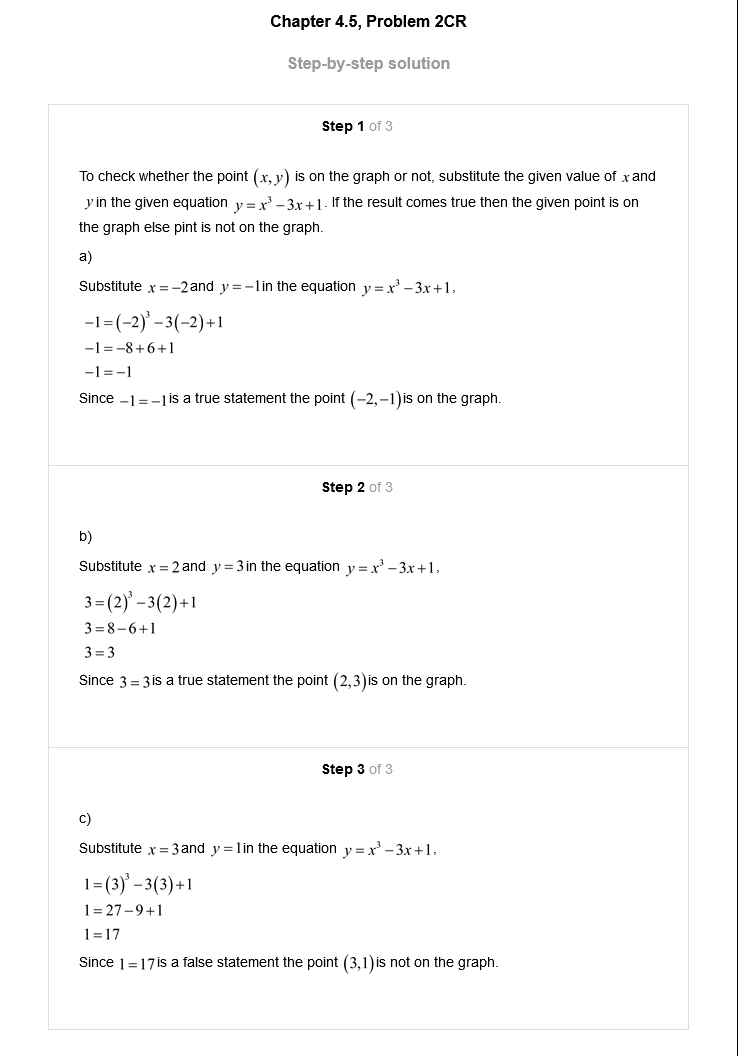 Chapter 4.5, Problem 2CR
Step-by-step solution
Step 1 of 3
To check whether the point (x, y) is on the graph or not, substitute the given value of x and
y in the given equation y = x³ − 3x + 1. If the result comes true then the given point is on
the graph else pint is not on the graph.
a)
Substitute x = −2 and y = −1 in the equation y = x³ − 3x + 1,
−1 = (−2)³ − 3(−2) + 1
−1 = −8 + 6 + 1
−1 = −1
Since −1 = −1 is a true statement the point (−2, −1) is on the graph.
Step 2 of 3
b)
Substitute x = 2 and y = 3 in the equation y = x³ − 3x + 1,
3 = (2)³ − 3(2) + 1
3 = 8 − 6 + 1
3 = 3
Since 3 = 3 is a true statement the point (2,3) is on the graph.
Step 3 of 3
c)
Substitute x = 3 and y = 1 in the equation y = x³ − 3x + 1,
1 = (3)³ − 3(3) + 1
1 = 27 − 9 + 1
1 = 17
Since 1 = 17 is a false statement the point (3,1) is not on the graph.